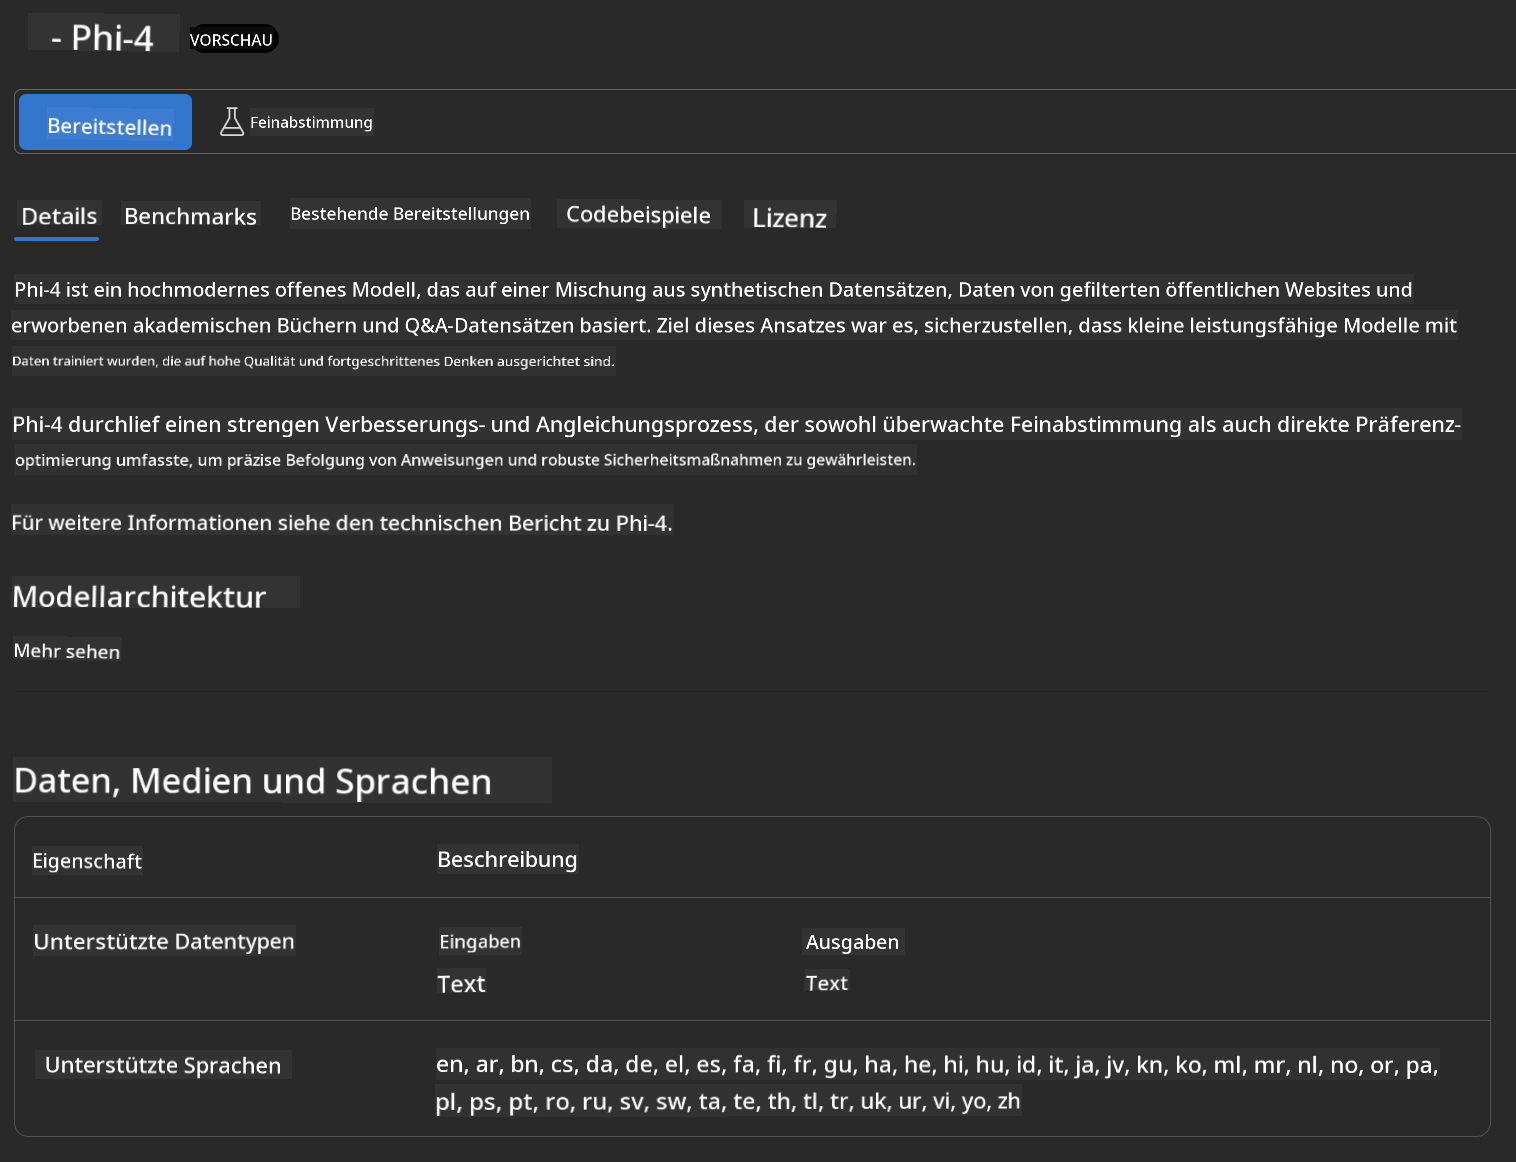 - Phi-4 VORSCHAU
Bereitstellen Feinabstimmung
Details Benchmarks Bestehende Bereitstellungen Codebeispiele Lizenz
Phi-4 ist ein hochmodernes offenes Modell, das auf einer Mischung aus synthetischen Datensätzen, Daten von gefilterten öffentlichen Websites und
erworbenen akademischen Büchern und Q&A-Datensätzen basiert. Ziel dieses Ansatzes war es, sicherzustellen, dass kleine leistungsfähige Modelle mit
Daten trainiert wurden, die auf hohe Qualität und fortgeschrittenes Denken ausgerichtet sind.
Phi-4 durchlief einen strengen Verbesserungs- und Angleichungsprozess, der sowohl überwachte Feinabstimmung als auch direkte Präferenz-
optimierung umfasste, um präzise Befolgung von Anweisungen und robuste Sicherheitsmaßnahmen zu gewährleisten.
Für weitere Informationen siehe den technischen Bericht zu Phi-4.
Modellarchitektur
Mehr sehen
Daten, Medien und Sprachen
Eigenschaft Beschreibung
Unterstützte Datentypen Eingaben Ausgaben
Text Text
Unterstützte Sprachen en, ar, bn, cs, da, de, el, es, fa, fi, fr, gu, ha, he, hi, hu, id, it, ja, jv, kn, ko, ml, mr, nl, no, or, pa,
pl, ps, pt, ro, ru, sv, sw, ta, te, th, tl, tr, uk, ur, vi, yo, zh